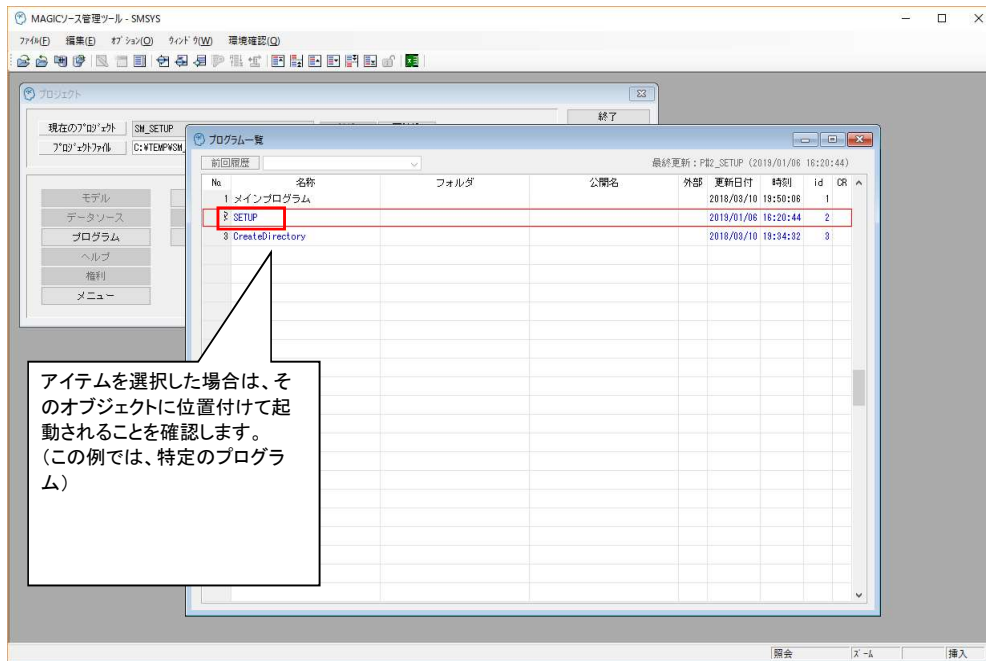 MAGICソース管理ツール - SMSYS
ファイル(F) 編集(E) オプション(O) ウィンドウ(W) 環境確認(Q)
プロジェクト
終了
現在のプロジェクト SM_SETUP
プロジェクトファイル C:¥TEMP¥SM_
モデル
データソース
プログラム
ヘルプ
権利
メニュー
プログラム一覧
前回履歴 最終更新：P#2_SETUP (2019/01/06 16:20:44)
No 名称 フォルダ 公開名 外部 更新日付 時刻 id CR
1 メインプログラム 2018/03/10 19:50:06 1
2 SETUP 2019/01/06 16:20:44 2
3 CreateDirectory 2018/03/10 19:34:32 3
アイテムを選択した場合は、そ
のオブジェクトに位置付けて起
動されることを確認します。
（この例では、特定のプログラ
ム）
照会 ズーム 挿入